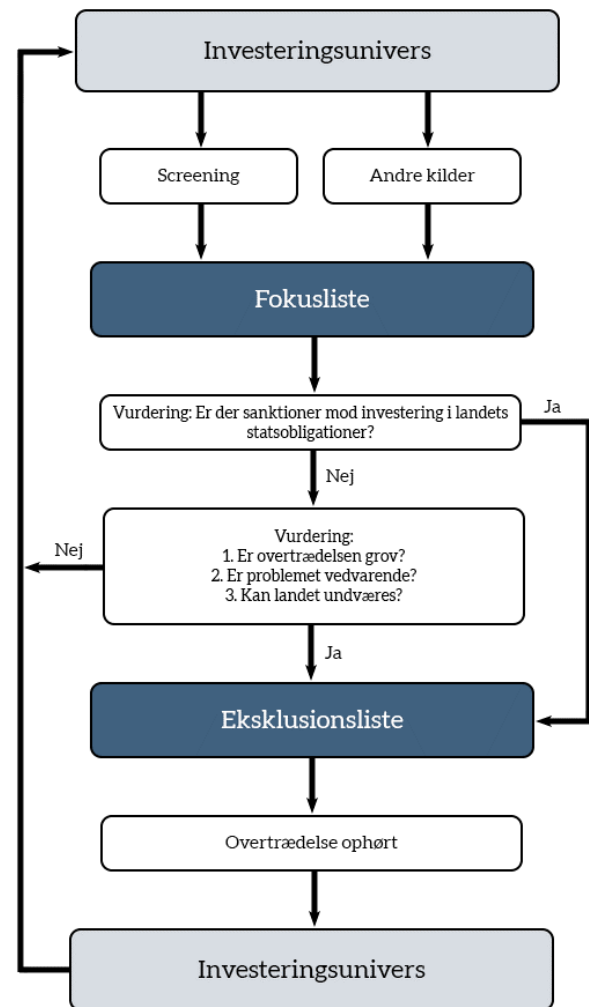 Investeringsunivers
Screening
Andre kilder
Fokusliste
Vurdering: Er der sanktioner mod investering i landets
statsobligationer?
Ja
Nej
Vurdering:
1. Er overtrædelsen grov?
2. Er problemet vedvarende?
3. Kan landet undværes?
Nej
Ja
Eksklusionsliste
Overtrædelse ophørt
Investeringsunivers